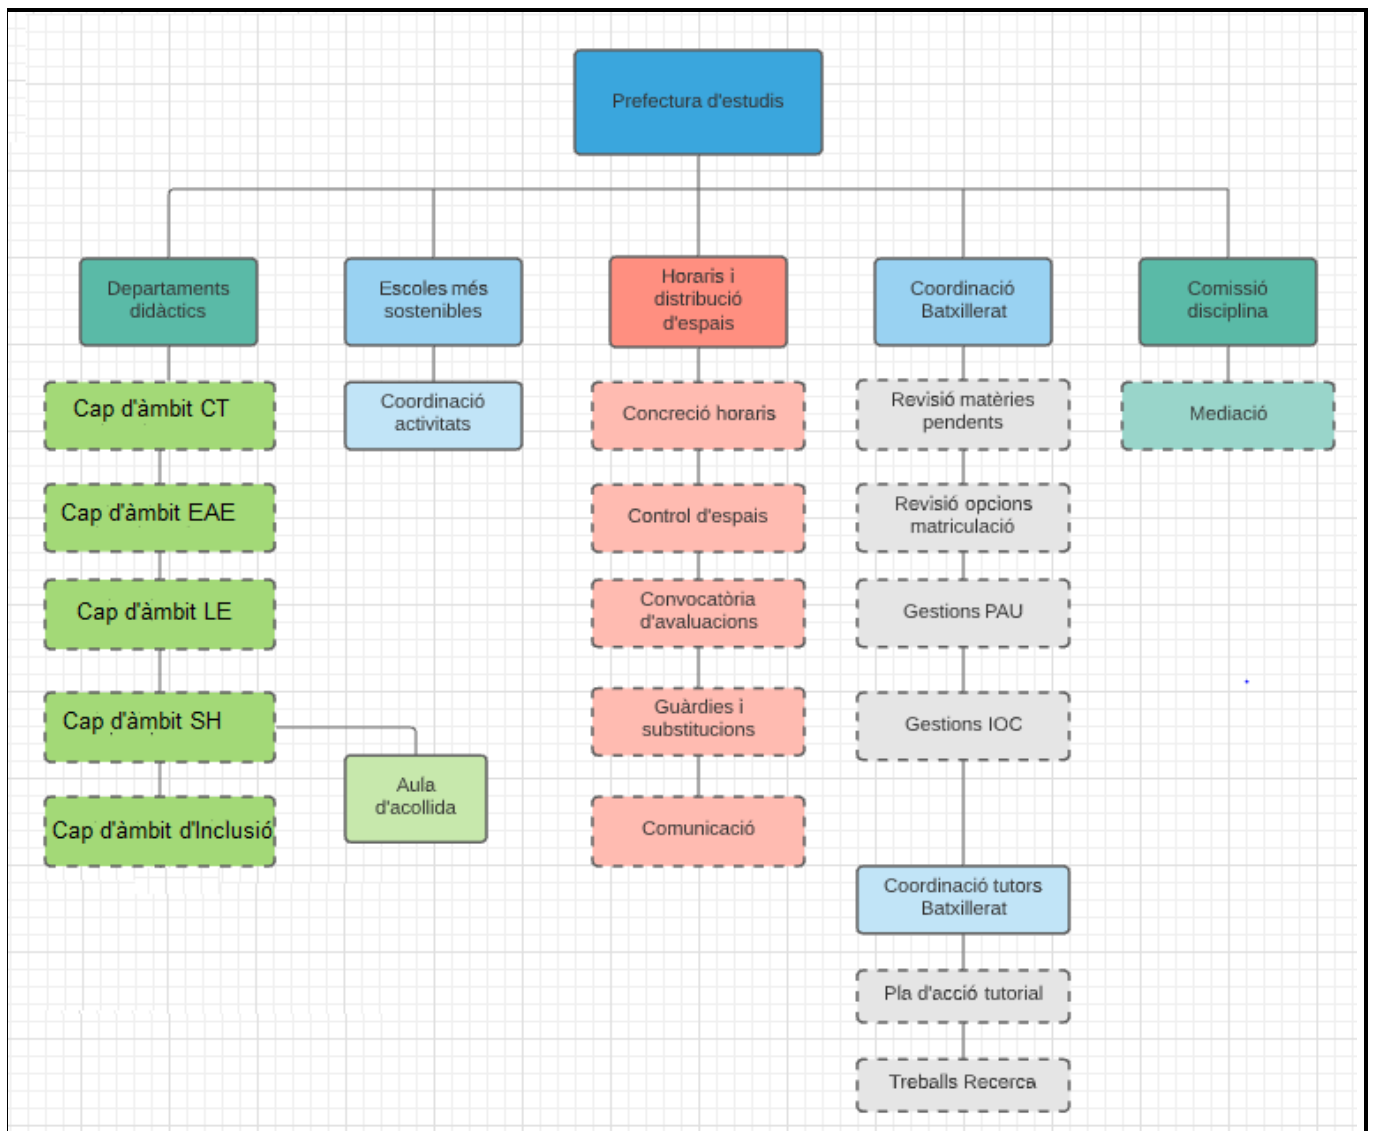 Prefectura d'estudis
Departaments
didàctics
Escoles més
sostenibles
Horaris i
distribució
d'espais
Coordinació
Batxillerat
Comissió
disciplina
Cap d'àmbit CT
Coordinació
activitats
Concreció horaris
Revisió matèries
pendents
Mediació
Cap d'àmbit EAE
Control d'espais
Revisió opcions
matriculació
Cap d'àmbit LE
Convocatòria
d'avaluacions
Gestions PAU
Cap d'àmbit SH
Guàrdies i
substitucions
Gestions IOC
Aula
d'acollida
Cap d'àmbit d'Inclusió
Comunicació
Coordinació tutors
Batxillerat
Pla d'acció tutorial
Treballs Recerca